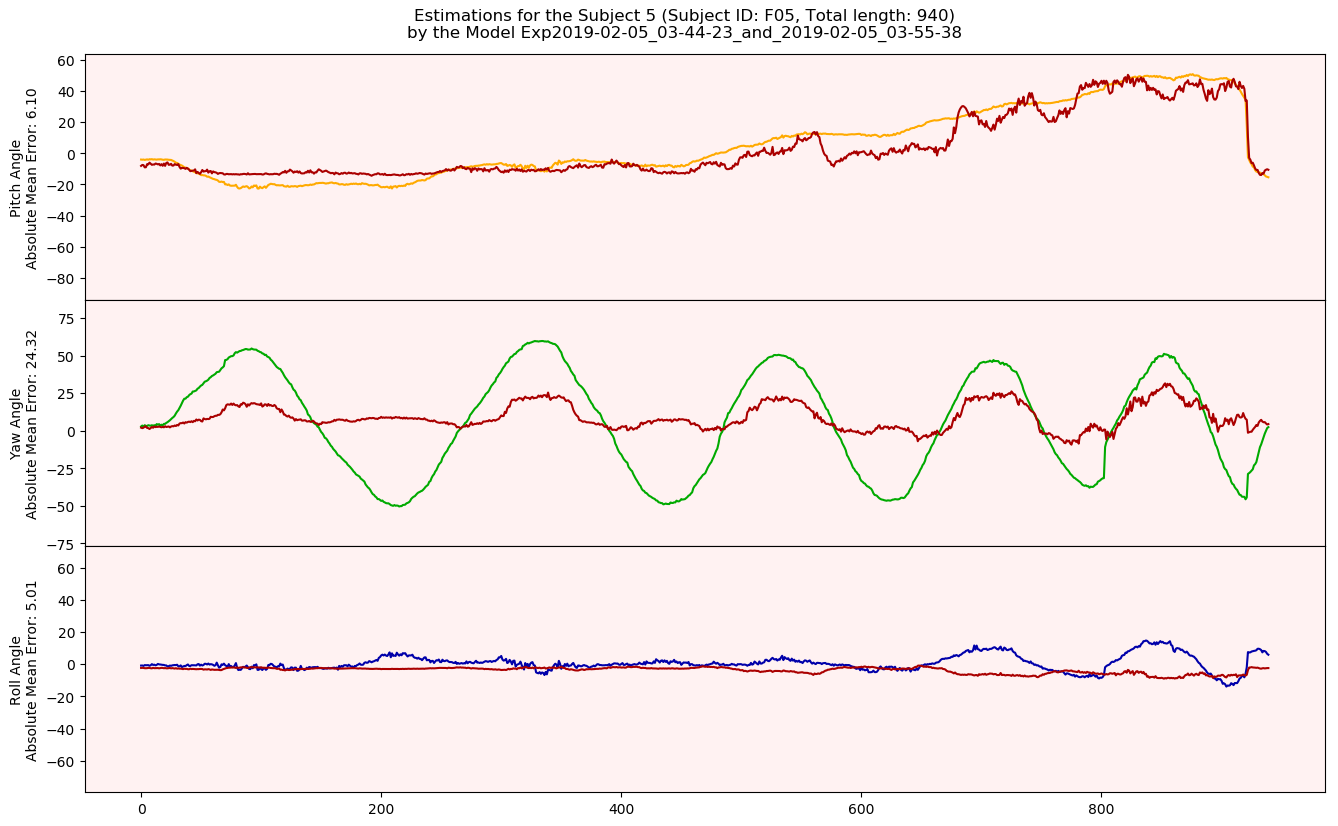 Estimations for the Subject 5 (Subject ID: F05, Total length: 940)
by the Model Exp2019-02-05_03-44-23_and_2019-02-05_03-55-38
Pitch Angle
Absolute Mean Error: 6.10
60
40
20
0
−20
−40
−60
−80
Yaw Angle
Absolute Mean Error: 24.32
75
50
25
0
−25
−50
−75
Roll Angle
Absolute Mean Error: 5.01
60
40
20
0
−20
−40
−60
0 200 400 600 800